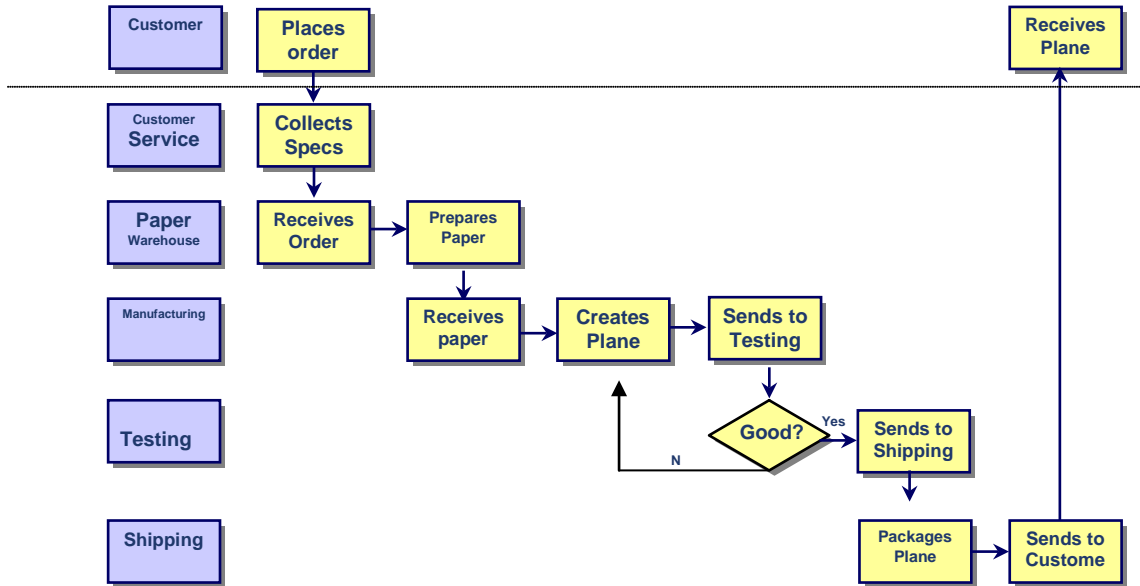 Customer
Places
order
Receives
Plane
Customer
Service
Collects
Specs
Paper
Warehouse
Receives
Order
Prepares
Paper
Manufacturing
Receives
paper
Creates
Plane
Sends to
Testing
Testing
Good?
Yes
N
Sends to
Shipping
Shipping
Packages
Plane
Sends to
Custome